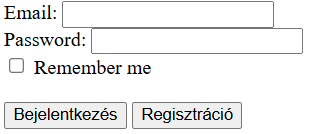 Email:
Password:
Remember me
Bejelentkezés Regisztráció